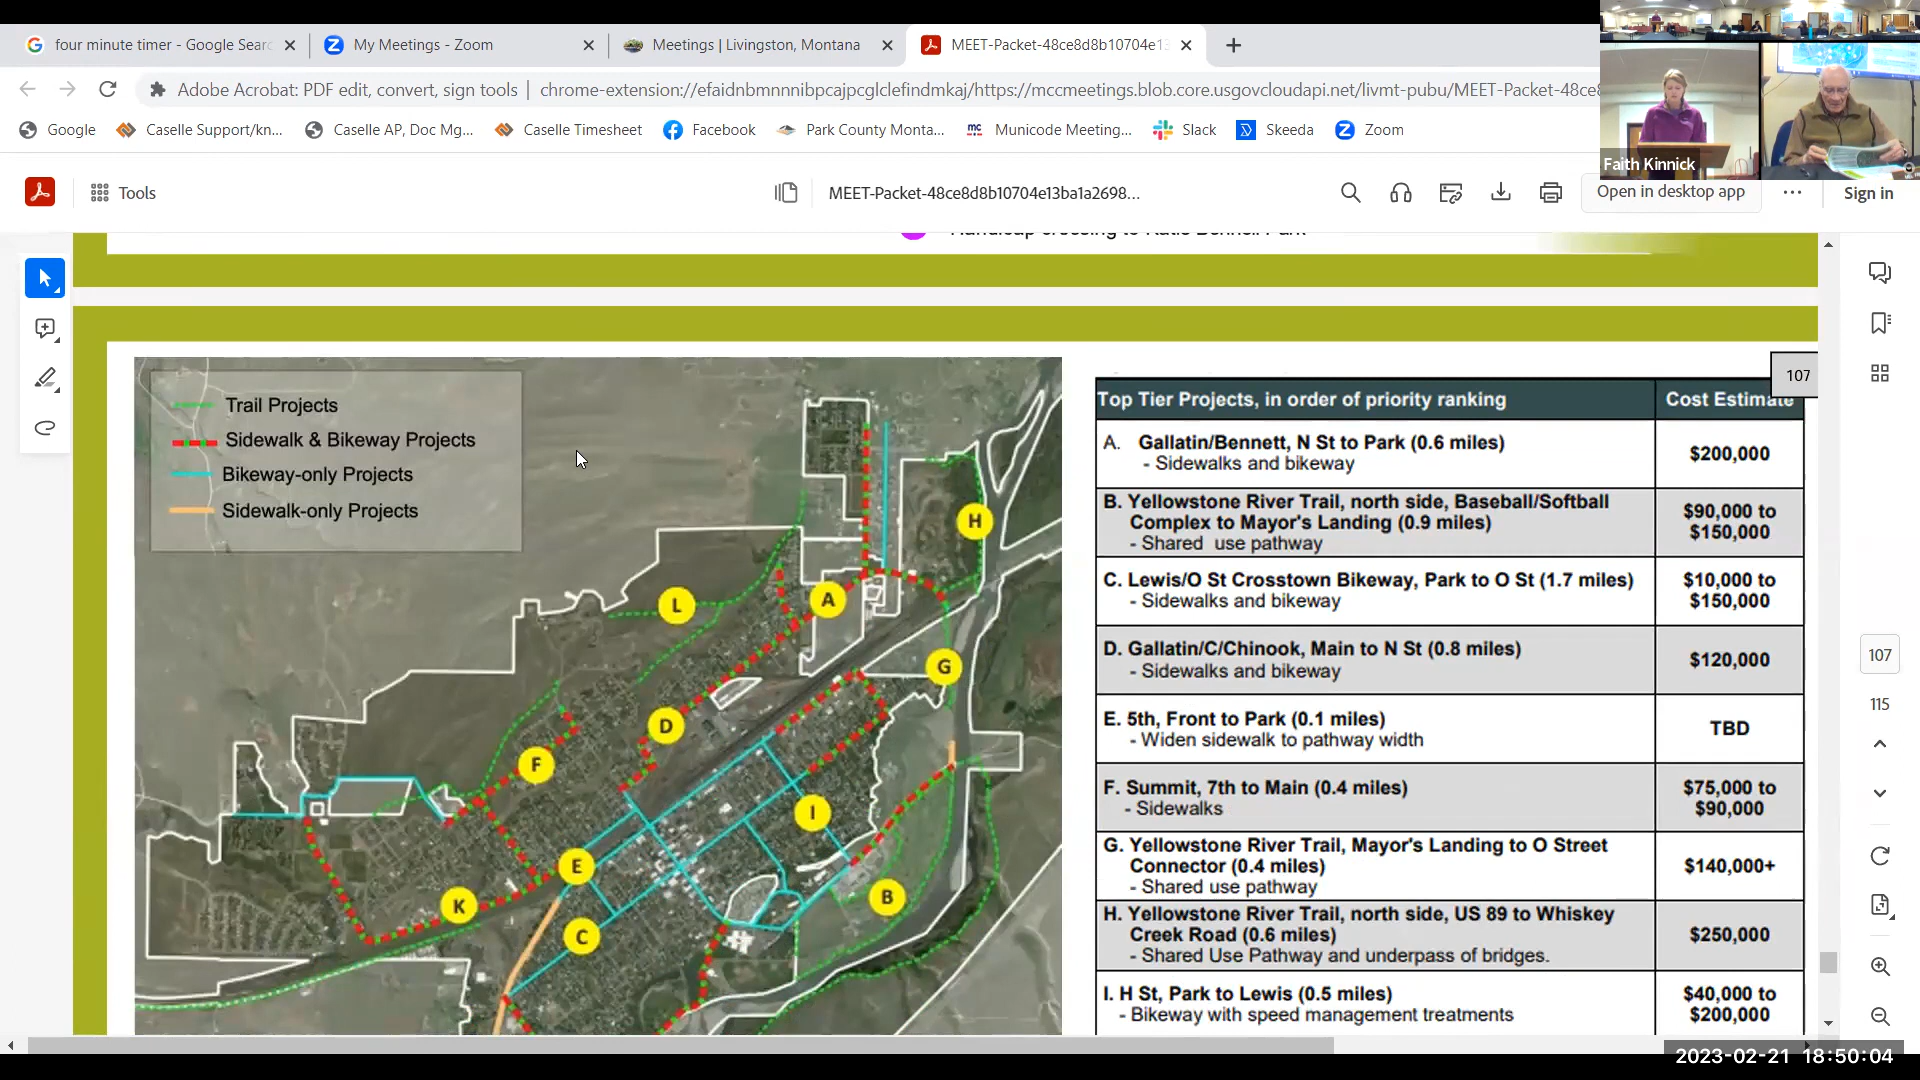 four minute timer - Google Searc
My Meetings - Zoom
Meetings | Livingston, Montana
MEET-Packet-48ce8d8b10704e13
Adobe Acrobat: PDF edit, convert, sign tools
chrome-extension://efaidnbmnnnibpcajpcglclefindmkaj/https://mccmeetings.blob.core.usgovcloudapi.net/livmt-pubu/MEET-Packet-48ce8
Google
Caselle Support/kn...
Caselle AP, Doc Mg...
Caselle Timesheet
Facebook
Park County Monta...
mc
Municode Meeting...
Slack
Skeeda
Zoom
Faith Kinnick
Tools
MEET-Packet-48ce8d8b10704e13ba1a2698...
Open in desktop app
Sign in
Handicap crossing to Katie Bonnell Park
Trail Projects
Sidewalk & Bikeway Projects
Bikeway-only Projects
Sidewalk-only Projects
H
L
A
G
D
F
I
E
K
C
B
107
Top Tier Projects, in order of priority ranking
Cost Estimate
A. Gallatin/Bennett, N St to Park (0.6 miles)
- Sidewalks and bikeway
$200,000
B. Yellowstone River Trail, north side, Baseball/Softball
Complex to Mayor's Landing (0.9 miles)
- Shared use pathway
$90,000 to
$150,000
C. Lewis/O St Crosstown Bikeway, Park to O St (1.7 miles)
- Sidewalks and bikeway
$10,000 to
$150,000
D. Gallatin/C/Chinook, Main to N St (0.8 miles)
- Sidewalks and bikeway
$120,000
E. 5th, Front to Park (0.1 miles)
- Widen sidewalk to pathway width
TBD
F. Summit, 7th to Main (0.4 miles)
- Sidewalks
$75,000 to
$90,000
G. Yellowstone River Trail, Mayor's Landing to O Street
Connector (0.4 miles)
- Shared use pathway
$140,000+
H. Yellowstone River Trail, north side, US 89 to Whiskey
Creek Road (0.6 miles)
- Shared Use Pathway and underpass of bridges.
$250,000
I. H St, Park to Lewis (0.5 miles)
- Bikeway with speed management treatments
$40,000 to
$200,000
107
115
2023-02-21 18:50:04